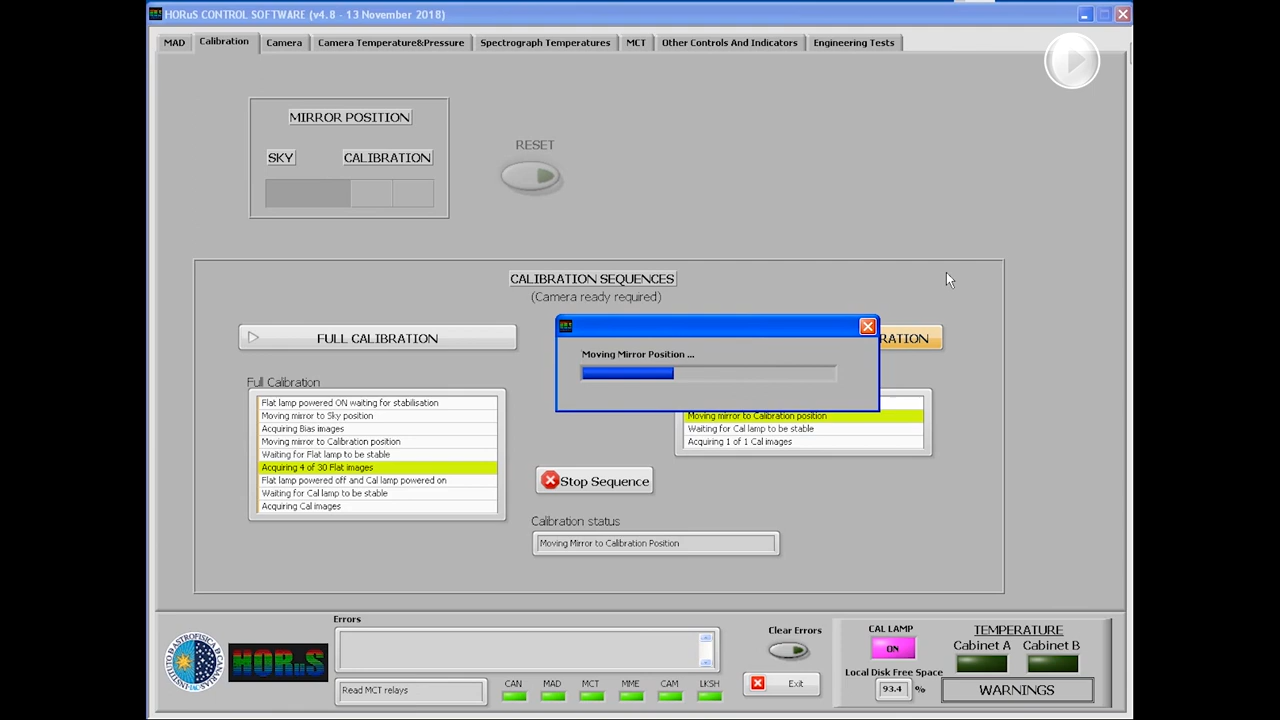 HORuS CONTROL SOFTWARE (v4.8 - 13 November 2018)
MAD Calibration Camera Camera Temperature&Pressure Spectrograph Temperatures MCT Other Controls And Indicators Engineering Tests
MIRROR POSITION
SKY CALIBRATION
RESET
CALIBRATION SEQUENCES
(Camera ready required)
FULL CALIBRATION
RATION
Moving Mirror Position ...
Full Calibration
Flat lamp powered ON waiting for stabilisation
Moving mirror to Sky position
Acquiring Bias images
Moving mirror to Calibration position
Waiting for Flat lamp to be stable
Acquiring 4 of 30 Flat images
Flat lamp powered off and Cal lamp powered on
Waiting for Cal lamp to be stable
Acquiring Cal images
Moving mirror to Calibration position
Waiting for Cal lamp to be stable
Acquiring 1 of 1 Cal images
Stop Sequence
Calibration status
Moving Mirror to Calibration Position
Errors
Clear Errors
Exit
Read MCT relays
CAN MAD MCT MME CAM LKSH
CAL LAMP
ON
Local Disk Free Space
93.4 %
TEMPERATURE
Cabinet A Cabinet B
WARNINGS
HORuS